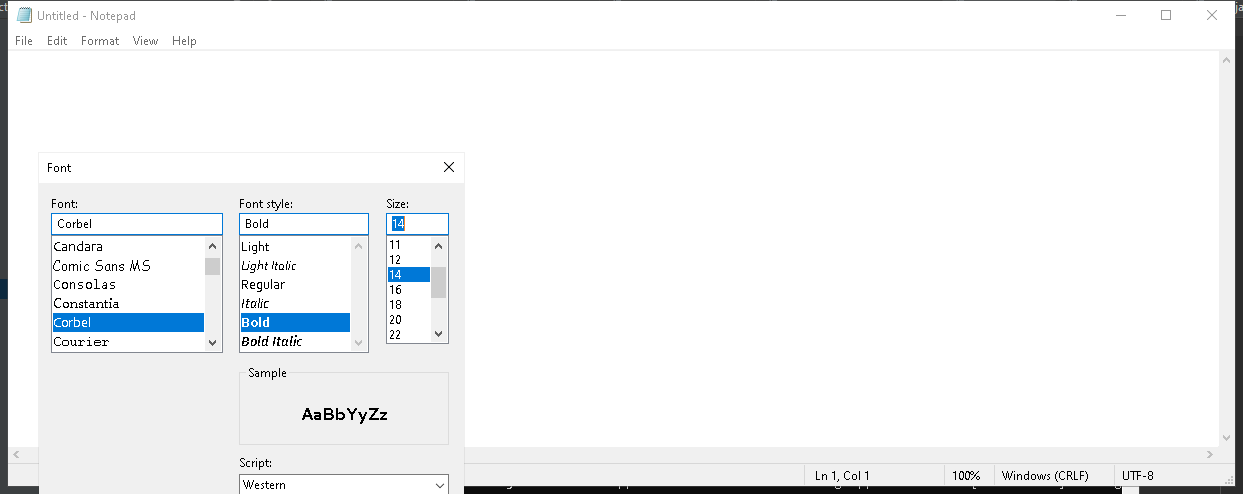 Untitled - Notepad
File Edit Format View Help
Font
Font: Font style: Size:
Corbel Bold 14
Candara Light 11
Comic Sans MS Light Italic 12
Consolas Regular 14
Constantia Italic 16
Corbel Bold 18
Courier Bold Italic 20
22
Sample
AaBbYyZz
Script:
Western
Ln 1, Col 1 100% Windows (CRLF) UTF-8